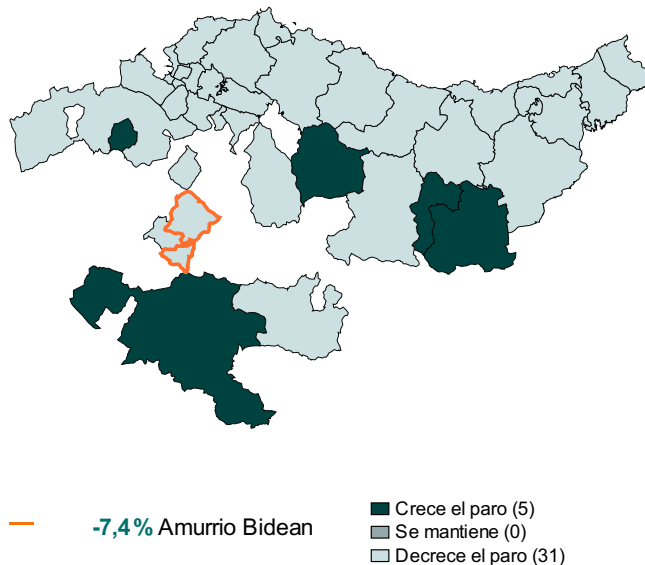 -7,4% Amurrio Bidean
Crece el paro (5)
Se mantiene (0)
Decrece el paro (31)